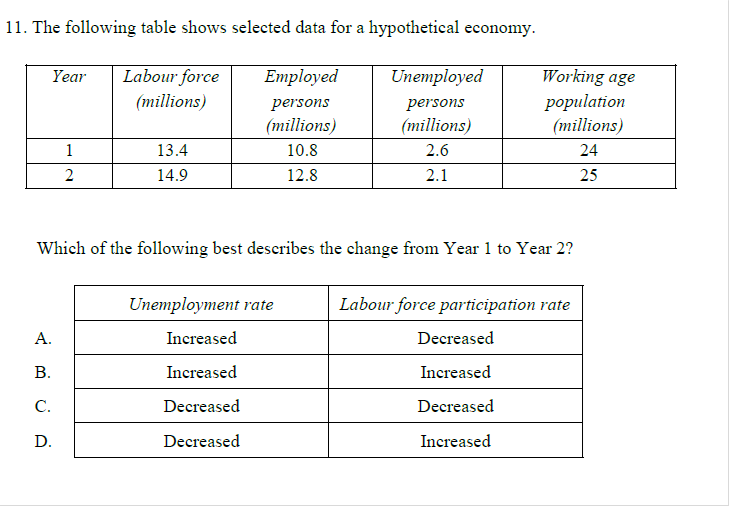 11. The following table shows selected data for a hypothetical economy.
Year Labour force Employed Unemployed Working age
(millions) persons persons population
(millions) (millions) (millions)
1 13.4 10.8 2.6 24
2 14.9 12.8 2.1 25
Which of the following best describes the change from Year 1 to Year 2?
Unemployment rate Labour force participation rate
A. Increased Decreased
B. Increased Increased
C. Decreased Decreased
D. Decreased Increased